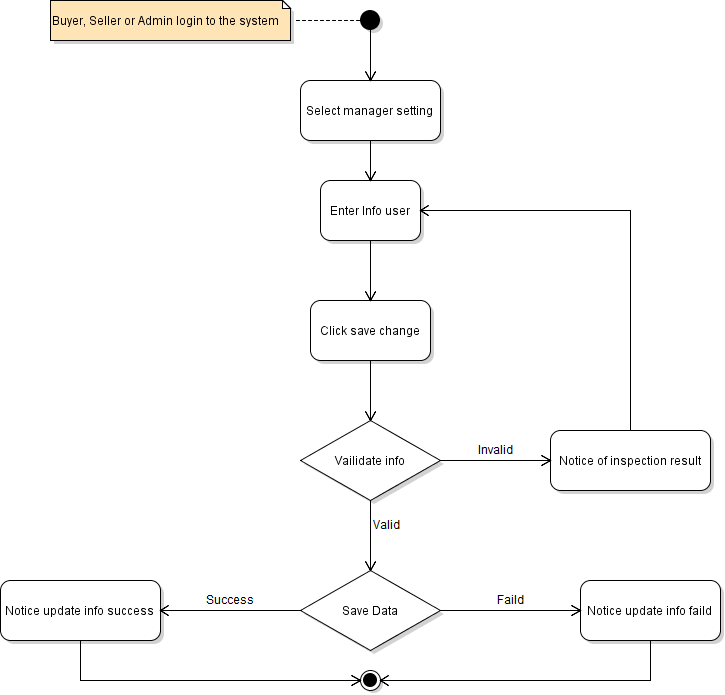 Buyer, Seller or Admin login to the system
Select manager setting
Enter Info user
Click save change
Vailidate info
Invalid
Notice of inspection result
Valid
Notice update info success
Success
Save Data
Faild
Notice update info faild